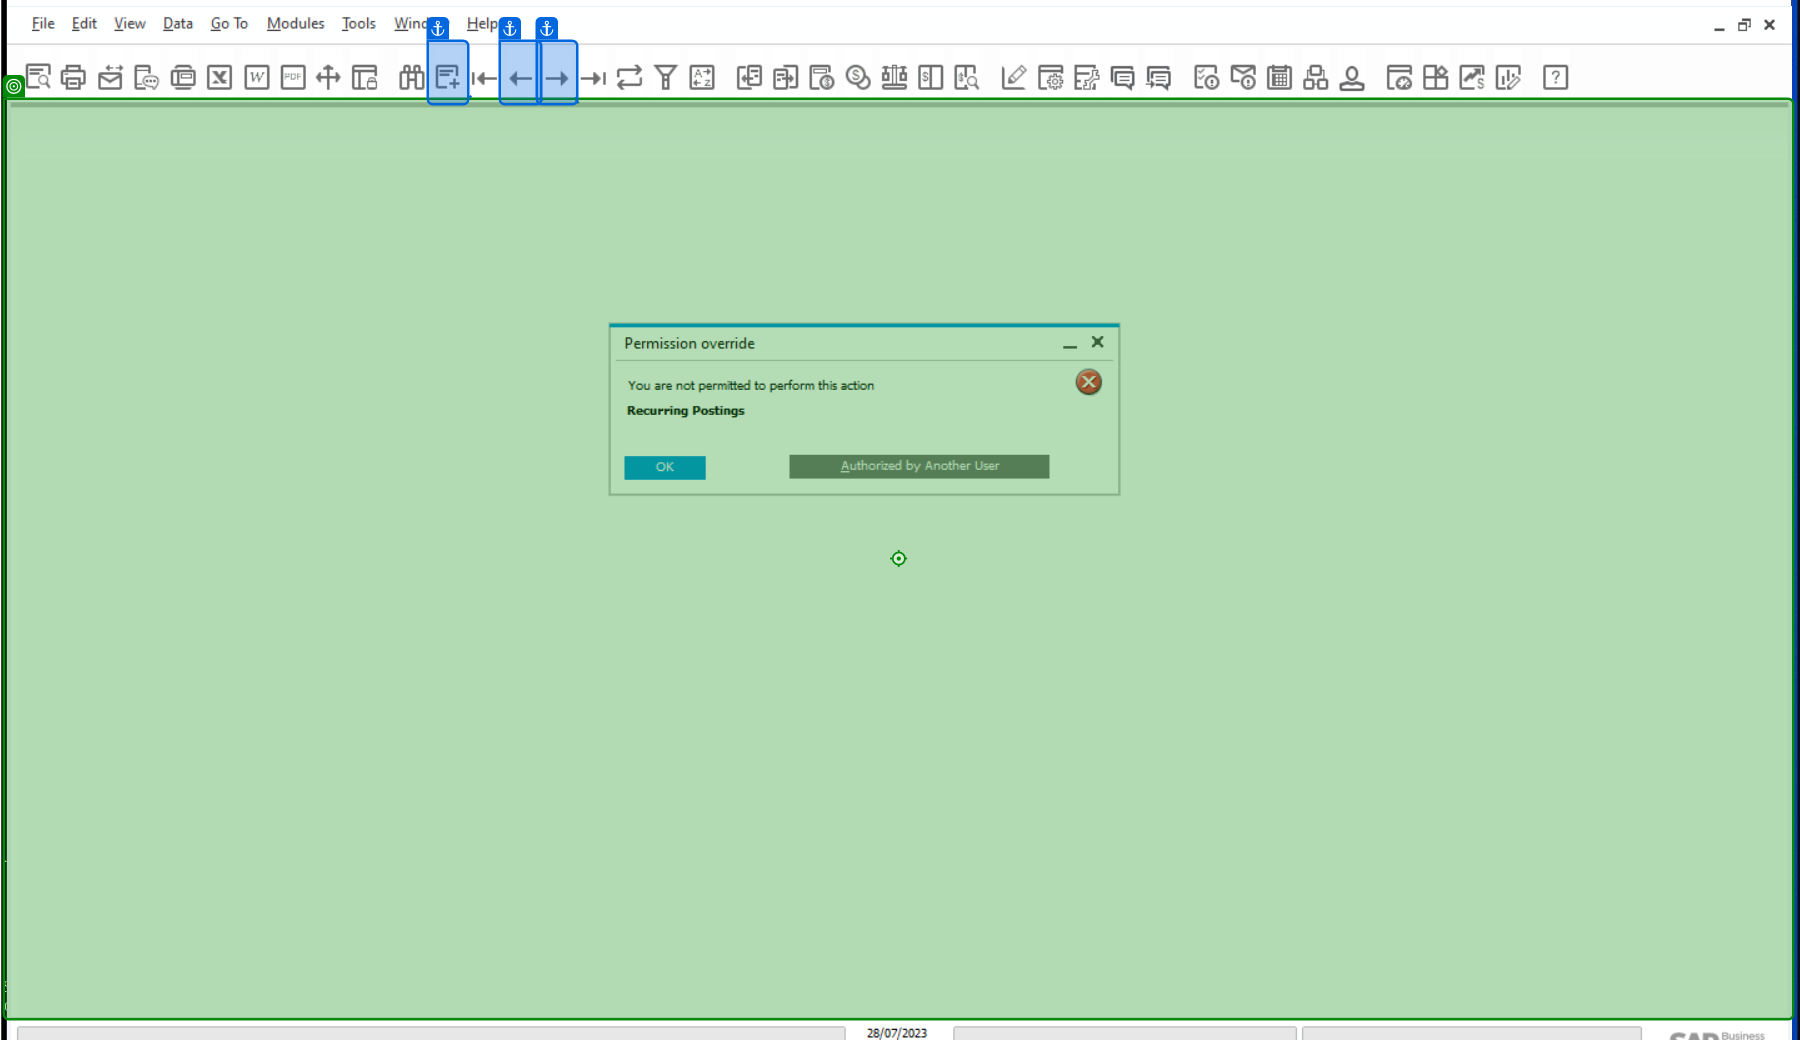 File Edit View Data Go To Modules Tools Help
W PDF
A Z
Permission override
You are not permitted to perform this action
Recurring Postings
OK Authorized by Another User
28/07/2023
Business